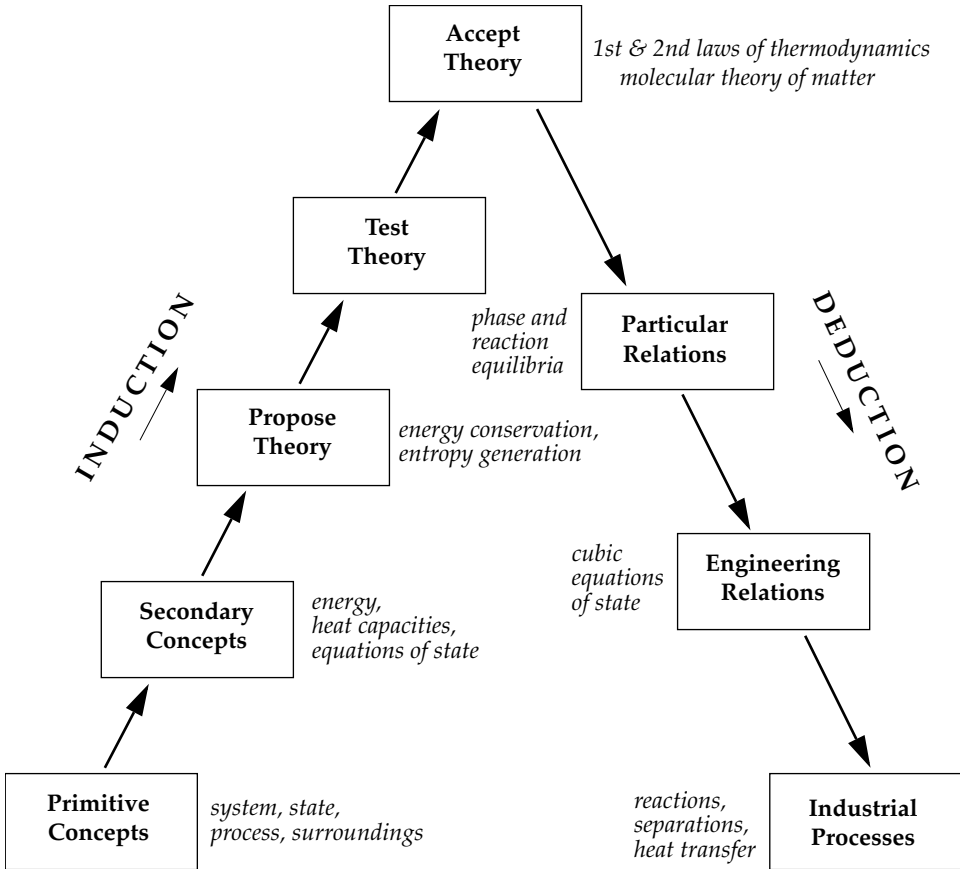 Accept
Theory
1st & 2nd laws of thermodynamics
molecular theory of matter
Test
Theory
INDUCTION
Propose
Theory
energy conservation,
entropy generation
Secondary
Concepts
energy,
heat capacities,
equations of state
Primitive
Concepts
system, state,
process, surroundings
phase and
reaction
equilibria
Particular
Relations
DEDUCTION
cubic
equations
of state
Engineering
Relations
reactions,
separations,
heat transfer
Industrial
Processes